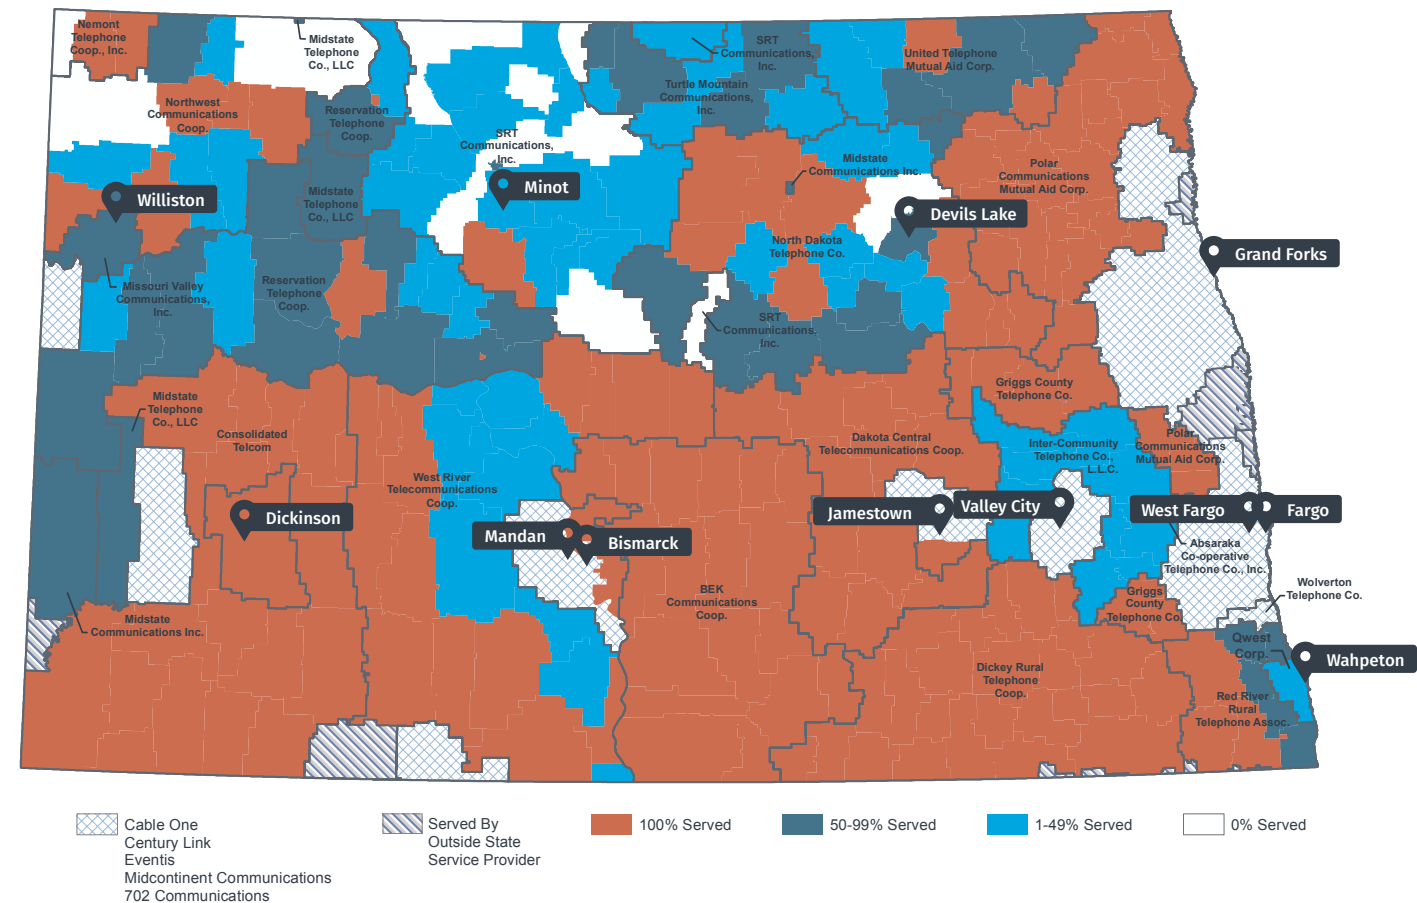 Nemont
Telephone
Coop., Inc.
Midstate
Telephone
Co., LLC
SRT
Communications,
Inc.
United Telephone
Mutual Aid Corp.
Northwest
Communications
Coop.
Reservation
Telephone
Coop.
Turtle Mountain
Communications,
Inc.
SRT
Communications,
Inc.
Midstate
Communications Inc.
Polar
Communications
Mutual Aid Corp.
Williston
Midstate
Telephone
Co., LLC
Minot
Devils Lake
North Dakota
Telephone Co.
Grand Forks
Missouri Valley
Communications,
Inc.
Reservation
Telephone
Coop.
SRT
Communications,
Inc.
Griggs County
Telephone Co.
Midstate
Telephone
Co., LLC
Consolidated
Telcom
Dakota Central
Telecommunications Coop.
Inter-Community
Telephone Co.,
L.L.C.
Polar
Communications
Mutual Aid Corp.
West River
Telecommunications
Coop.
Dickinson
Mandan
Bismarck
Jamestown
Valley City
West Fargo
Fargo
Absaraka
Co-operative
Telephone Co., Inc.
Wolverton
Telephone Co.
BEK
Communications
Coop.
Griggs
County
Telephone Co.
Midstate
Communications Inc.
Qwest
Corp.
Wahpeton
Dickey Rural
Telephone
Coop.
Red River
Rural
Telephone Assoc.
Cable One
Century Link
Eventis
Midcontinent Communications
702 Communications
Served By
Outside State
Service Provider
100% Served
50-99% Served
1-49% Served
0% Served